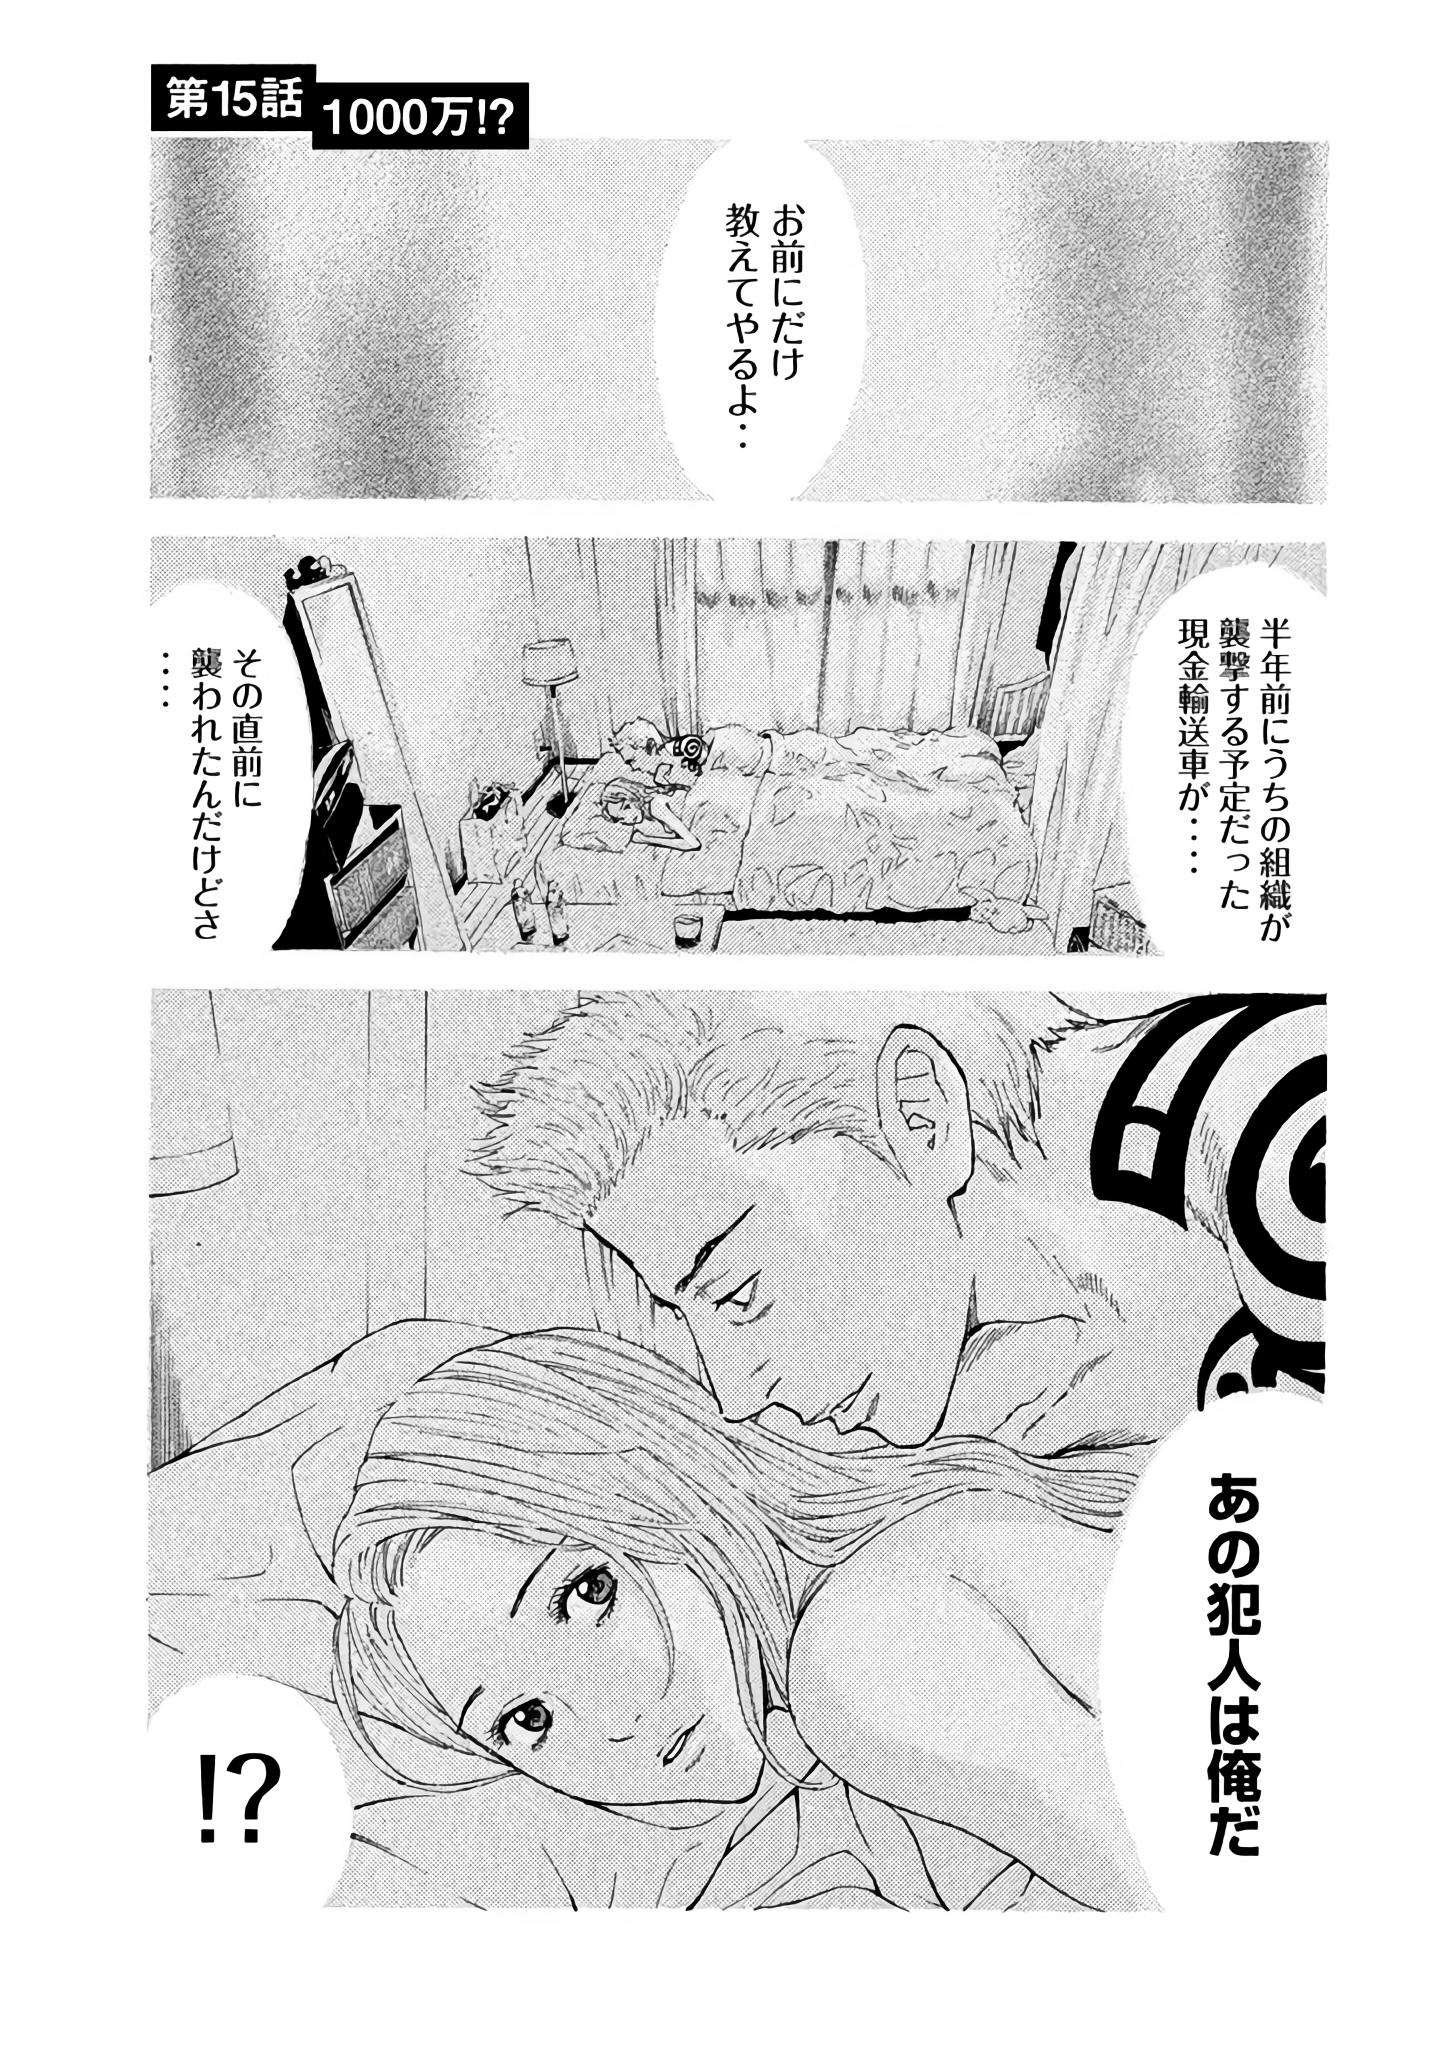 第15話
1000万!?
お前にだけ
教えてやるよ‥
半年前にうちの組織が
襲撃する予定だった
現金輸送車が‥‥
その直前に
襲われたんだけどさ
‥‥
あの犯人は俺だ
!?